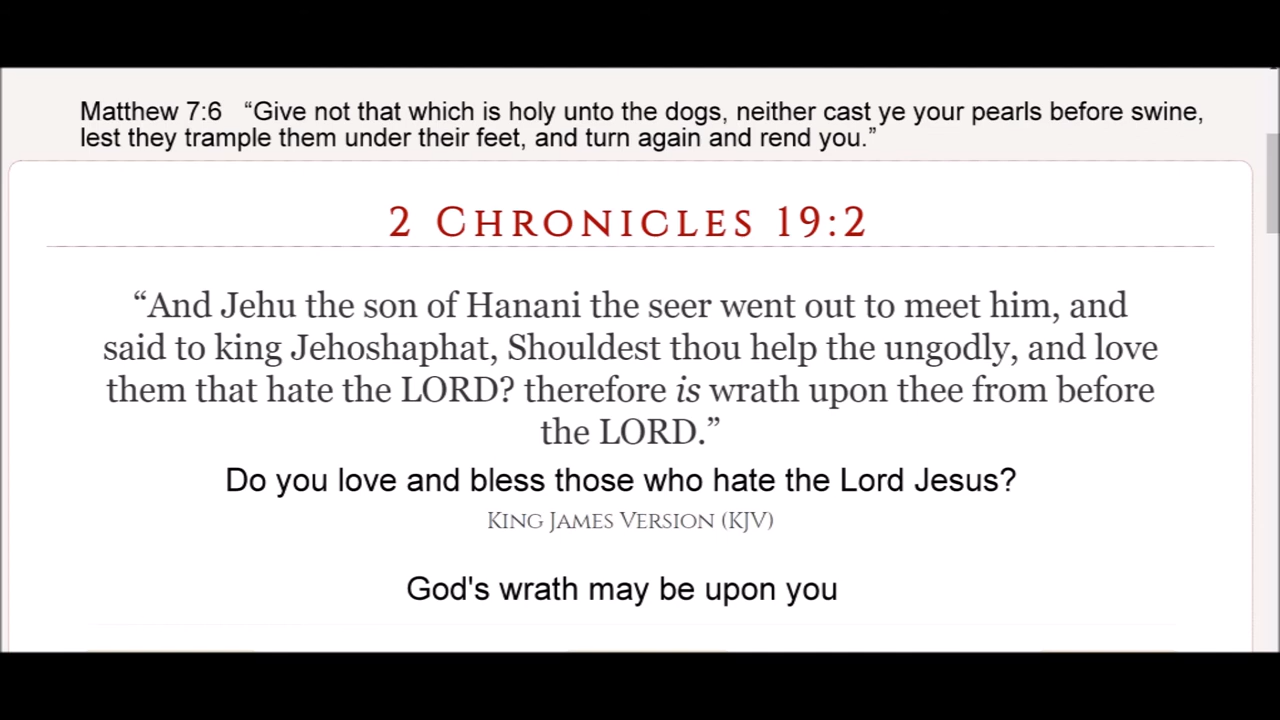 Matthew 7:6 “Give not that which is holy unto the dogs, neither cast ye your pearls before swine,
lest they trample them under their feet, and turn again and rend you.”
2 Chronicles 19:2
“And Jehu the son of Hanani the seer went out to meet him, and
said to king Jehoshaphat, Shouldest thou help the ungodly, and love
them that hate the LORD? therefore is wrath upon thee from before
the LORD.”
Do you love and bless those who hate the Lord Jesus?
King James Version (KJV)
God's wrath may be upon you